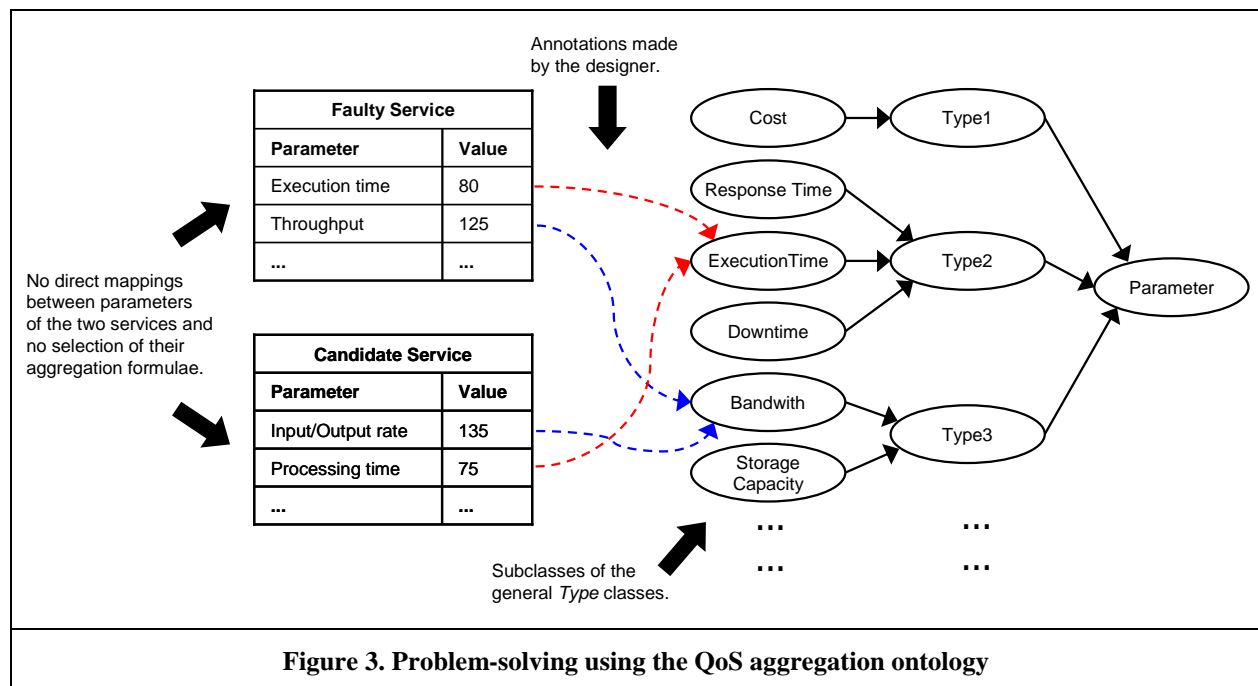 Annotations made
by the designer.
Faulty Service
Parameter Value
Execution time 80
Throughput 125
... ...
No direct mappings
between parameters
of the two services and
no selection of their
aggregation formulae.
Candidate Service
Parameter Value
Input/Output rate 135
Processing time 75
... ...
Cost
Type1
Response Time
ExecutionTime
Type2
Parameter
Downtime
Bandwith
Type3
Storage
Capacity
... ...
... ...
Subclasses of the
general Type classes.
Figure 3. Problem-solving using the QoS aggregation ontology